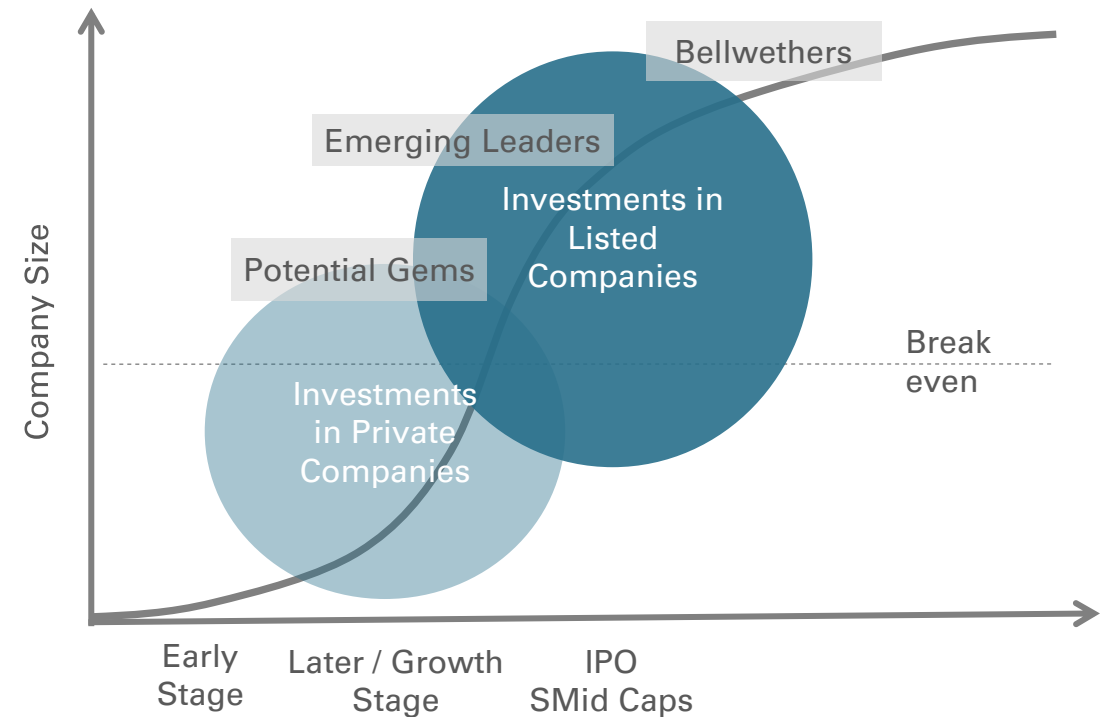 Bellwethers
Emerging Leaders
Investments in
Listed
Companies
Potential Gems
Company Size
Break
even
Investments
in Private
Companies
Early
Stage
Later / Growth
Stage
IPO
SMid Caps